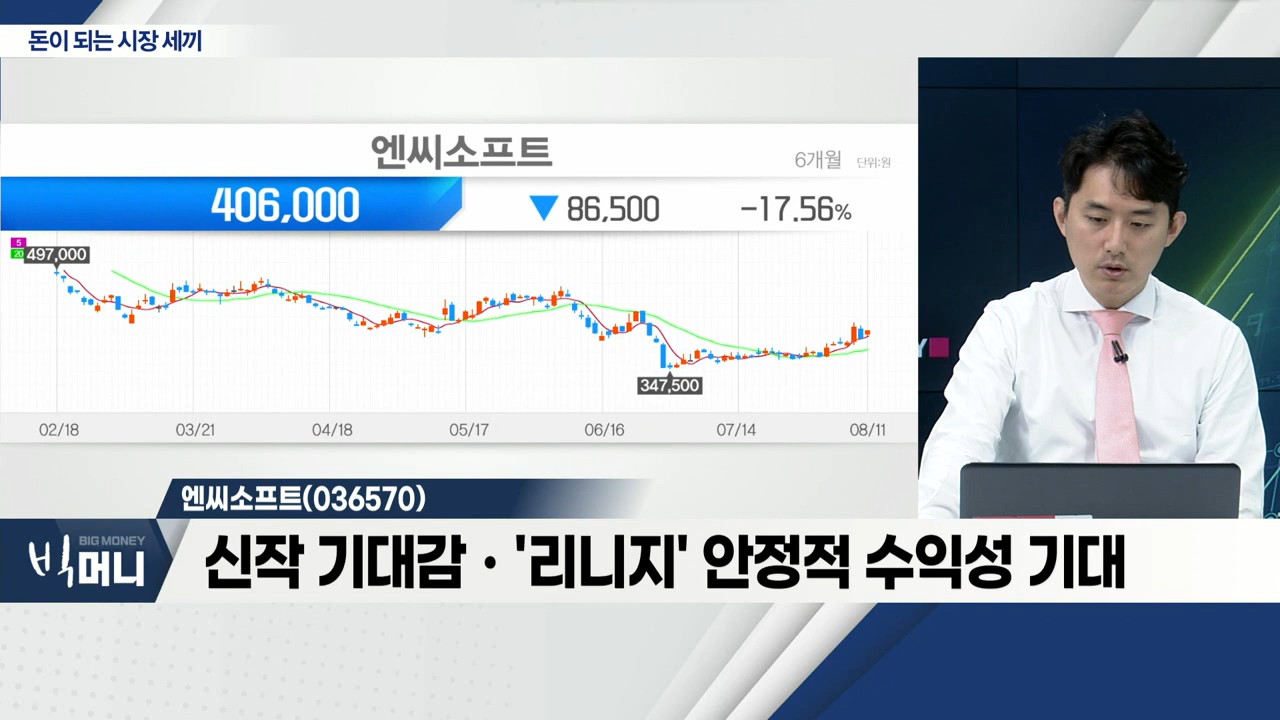 돈이 되는 시장 세끼
엔씨소프트
6개월 단위:원
406,000 ▼ 86,500 -17.56%
5
20
497,000
347,500
02/18 03/21 04/18 05/17 06/16 07/14 08/11
Y
엔씨소프트(036570)
BIG MONEY
빅머니
신작 기대감·'리니지' 안정적 수익성 기대